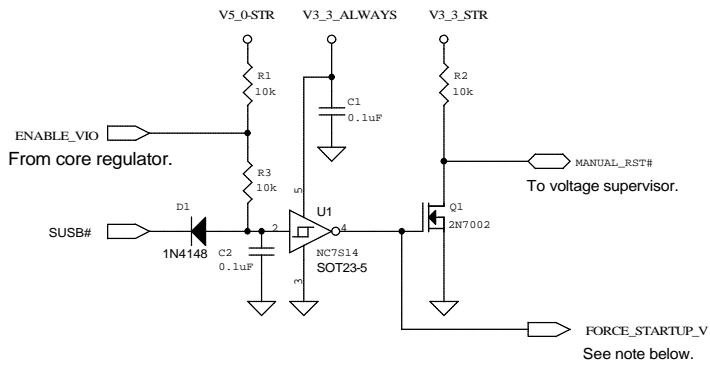 V5_0-STR
V3_3_ALWAYS
V3_3_STR
R1
10k
R2
10k
C1
0.1uF
ENABLE_VIO
From core regulator.
MANUAL_RST#
To voltage supervisor.
R3
10k
5
U1
Q1
2N7002
D1
SUSB#
2
4
1N4148
C2
0.1uF
NC7S14
SOT23-5
3
FORCE_STARTUP_V
See note below.